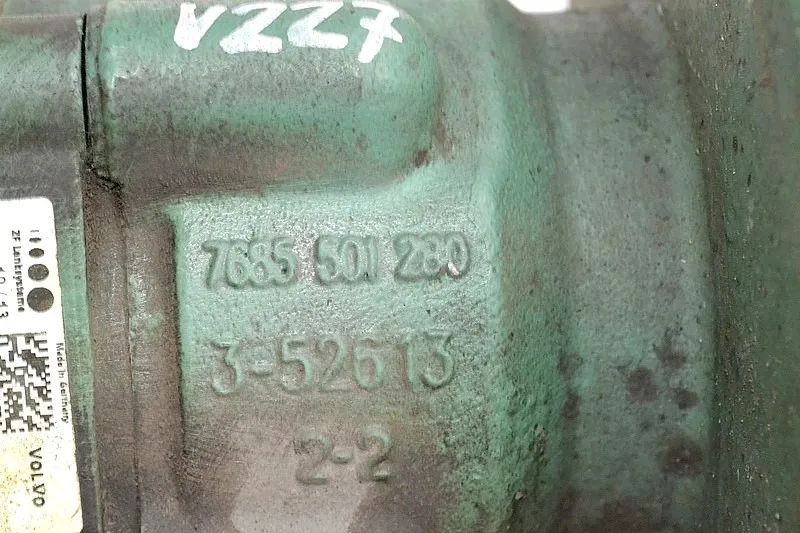 V227
7685 501 280
3-52613
2-2
ZF Lenksysteme
Made in Germany
VOLVO